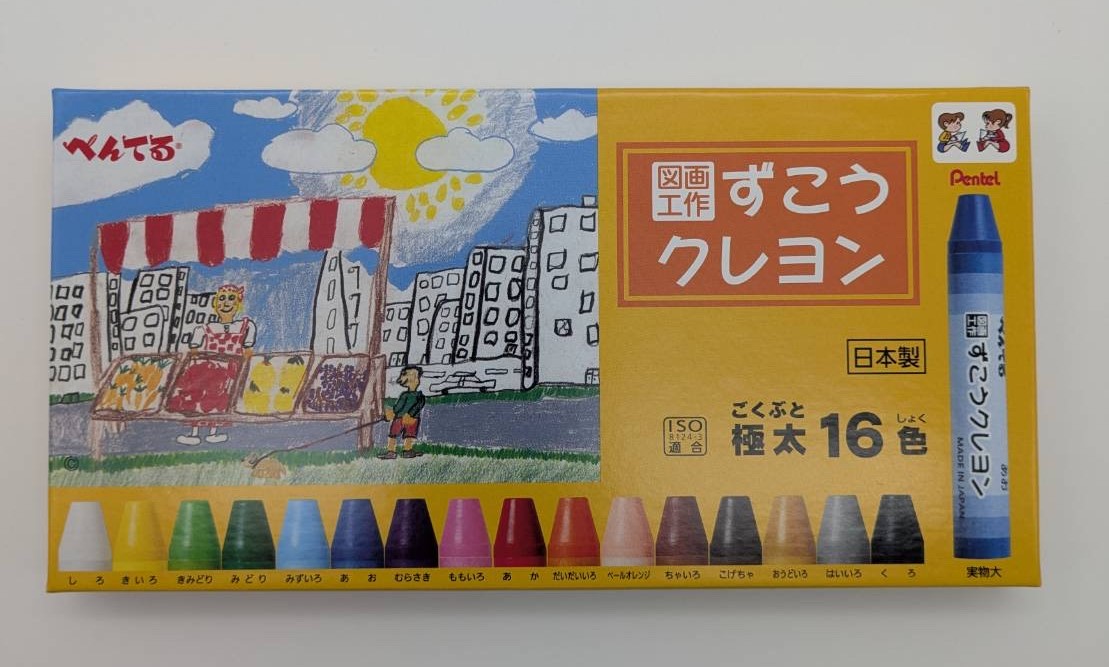 ぺんてる®
図画
工作
ずこう
クレヨン
Pentel
日本製
ISO
8124-3
適合
ごくぶと しょく
極太16色
ぺんてる
図画
工作
ずこうクレヨン
あお
MADE IN JAPAN
実物大
©
しろ きいろ きみどり みどり みずいろ あお むらさき ももいろ あか だいだいいろ ペールオレンジ ちゃいろ こげちゃ おうどいろ はいいろ くろ